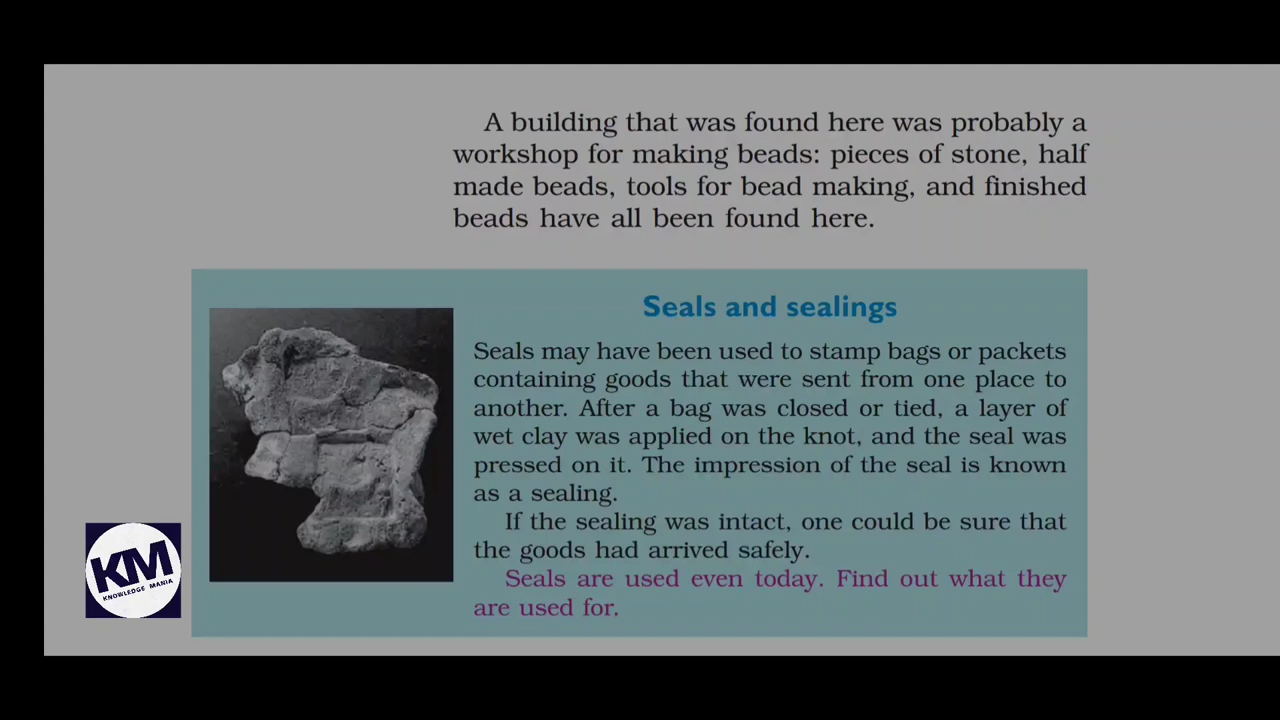 A building that was found here was probably a
workshop for making beads: pieces of stone, half
made beads, tools for bead making, and finished
beads have all been found here.
Seals and sealings
Seals may have been used to stamp bags or packets
containing goods that were sent from one place to
another. After a bag was closed or tied, a layer of
wet clay was applied on the knot, and the seal was
pressed on it. The impression of the seal is known
as a sealing.
If the sealing was intact, one could be sure that
the goods had arrived safely.
Seals are used even today. Find out what they
are used for.
KM
KNOWLEDGE MANIA